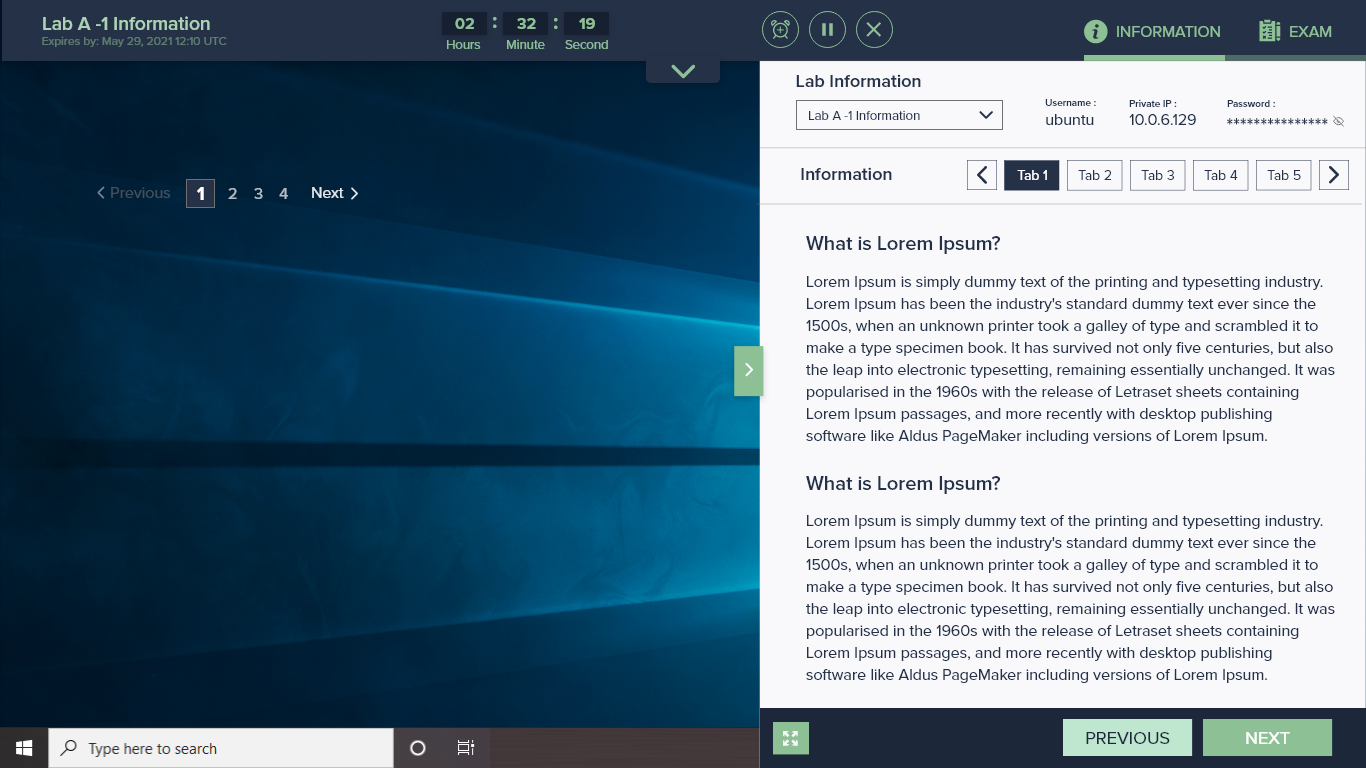 Lab A -1 Information
Expires by: May 29, 2021 12:10 UTC
02 : 32 : 19
Hours Minute Second
INFORMATION EXAM
Previous 1 2 3 4 Next
Lab Information
Lab A -1 Information
Username :
ubuntu
Private IP :
10.0.6.129
Password :
***************
Information
Tab 1 Tab 2 Tab 3 Tab 4 Tab 5
What is Lorem Ipsum?
Lorem Ipsum is simply dummy text of the printing and typesetting industry.
Lorem Ipsum has been the industry's standard dummy text ever since the
1500s, when an unknown printer took a galley of type and scrambled it to
make a type specimen book. It has survived not only five centuries, but also
the leap into electronic typesetting, remaining essentially unchanged. It was
popularised in the 1960s with the release of Letraset sheets containing
Lorem Ipsum passages, and more recently with desktop publishing
software like Aldus PageMaker including versions of Lorem Ipsum.
What is Lorem Ipsum?
Lorem Ipsum is simply dummy text of the printing and typesetting industry.
Lorem Ipsum has been the industry's standard dummy text ever since the
1500s, when an unknown printer took a galley of type and scrambled it to
make a type specimen book. It has survived not only five centuries, but also
the leap into electronic typesetting, remaining essentially unchanged. It was
popularised in the 1960s with the release of Letraset sheets containing
Lorem Ipsum passages, and more recently with desktop publishing
software like Aldus PageMaker including versions of Lorem Ipsum.
PREVIOUS NEXT
Type here to search